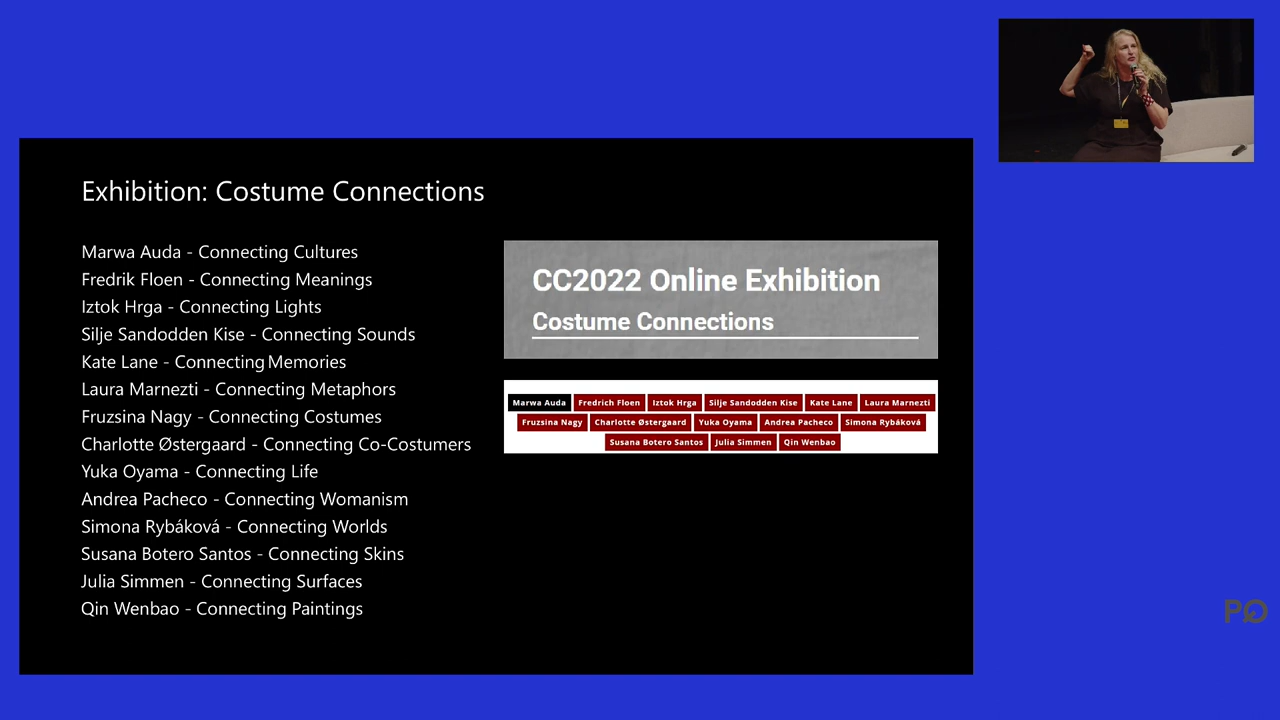 Exhibition: Costume Connections
Marwa Auda - Connecting Cultures
Fredrik Floen - Connecting Meanings
Iztok Hrga - Connecting Lights
Silje Sandodden Kise - Connecting Sounds
Kate Lane - Connecting Memories
Laura Marnezti - Connecting Metaphors
Fruzsina Nagy - Connecting Costumes
Charlotte Østergaard - Connecting Co-Costumers
Yuka Oyama - Connecting Life
Andrea Pacheco - Connecting Womanism
Simona Rybáková - Connecting Worlds
Susana Botero Santos - Connecting Skins
Julia Simmen - Connecting Surfaces
Qin Wenbao - Connecting Paintings
CC2022 Online Exhibition
Costume Connections
Marwa Auda Fredrich Floen Iztok Hrga Silje Sandodden Kise Kate Lane Laura Marnezti
Fruzsina Nagy Charlotte Østergaard Yuka Oyama Andrea Pacheco Simona Rybáková
Susana Botero Santos Julia Simmen Qin Wenbao
PQ